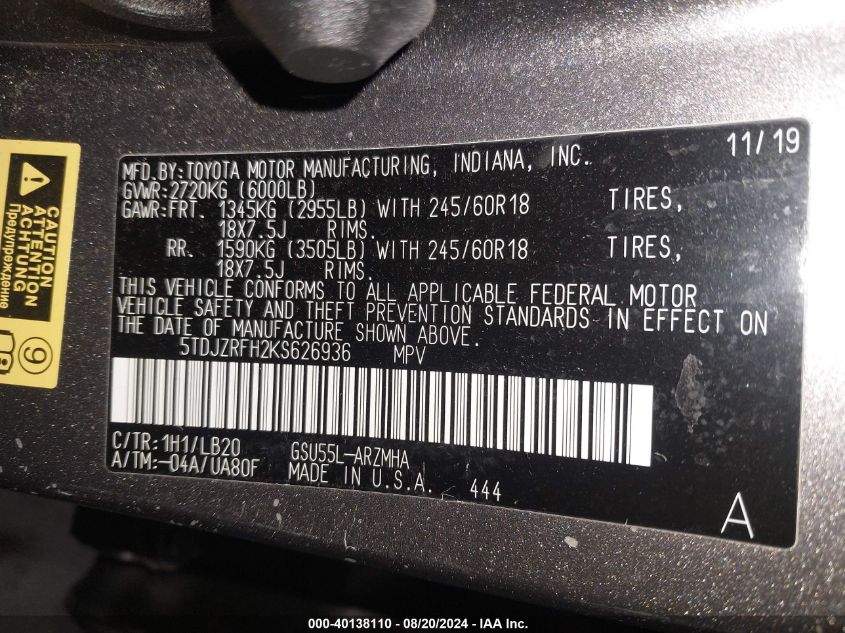 CAUTION
ATTENTION
ACHTUNG
Предупреждение
9
11/19
MFD.BY:TOYOTA MOTOR MANUFACTURING, INDIANA, INC.
GVWR:2720KG (6000LB)
GAWR:FRT. 1345KG (2955LB) WITH 245/60R18 TIRES,
18X7.5J RIMS.
RR. 1590KG (3505LB) WITH 245/60R18 TIRES,
18X7.5J RIMS.
THIS VEHICLE CONFORMS TO ALL APPLICABLE FEDERAL MOTOR
VEHICLE SAFETY AND THEFT PREVENTION STANDARDS IN EFFECT ON
THE DATE OF MANUFACTURE SHOWN ABOVE.
5TDJZRFH2KS626936 MPV
C/TR:1H1/LB20 GSU55L-ARZMHA
A/TM:-04A/UA80F MADE IN U.S.A. 444
A
000-40138110 - 08/20/2024 - IAA Inc.